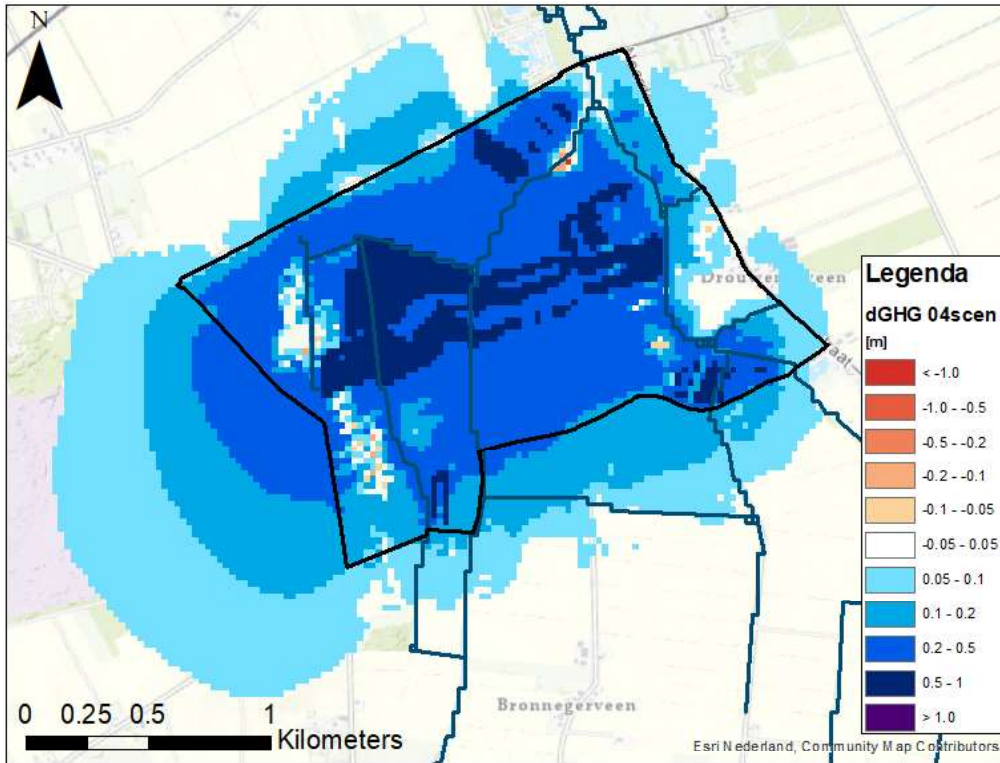 N
Drouwenerveen
Legenda
dGHG 04scen
[m]
< -1.0
-1.0 - -0.5
-0.5 - -0.2
-0.2 - -0.1
-0.1 - -0.05
-0.05 - 0.05
0.05 - 0.1
0.1 - 0.2
0.2 - 0.5
0.5 - 1
> 1.0
Bronnegerveen
0 0.25 0.5 1
Kilometers
Esri Nederland, Community Map Contributors